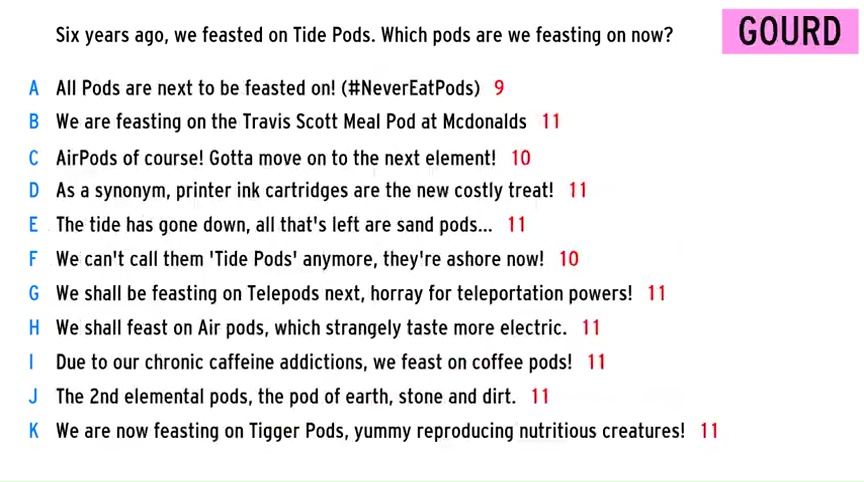 Six years ago, we feasted on Tide Pods. Which pods are we feasting on now?
GOURD
A All Pods are next to be feasted on! (#NeverEatPods) 9
B We are feasting on the Travis Scott Meal Pod at Mcdonalds 11
C AirPods of course! Gotta move on to the next element! 10
D As a synonym, printer ink cartridges are the new costly treat! 11
E The tide has gone down, all that's left are sand pods... 11
F We can't call them 'Tide Pods' anymore, they're ashore now! 10
G We shall be feasting on Telepods next, horray for teleportation powers! 11
H We shall feast on Air pods, which strangely taste more electric. 11
I Due to our chronic caffeine addictions, we feast on coffee pods! 11
J The 2nd elemental pods, the pod of earth, stone and dirt. 11
K We are now feasting on Tigger Pods, yummy reproducing nutritious creatures! 11